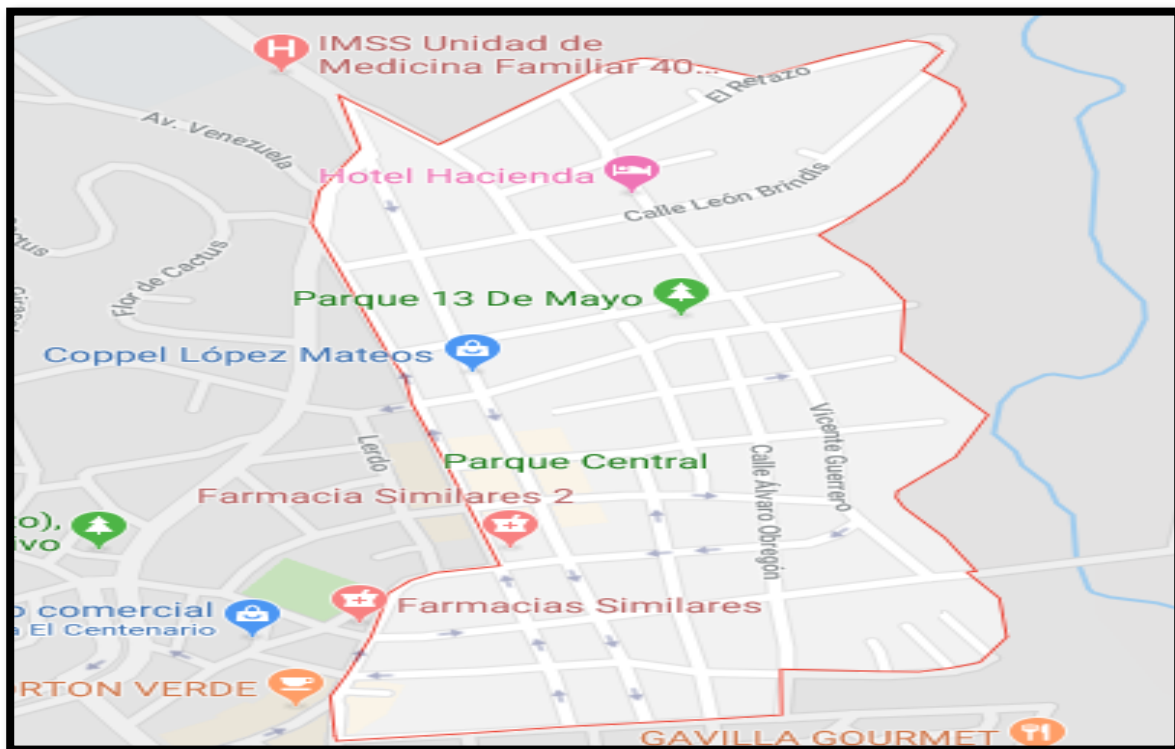 IMSS Unidad de
Medicina Familiar 40...
El Retazo
Av. Venezuela
Hotel Hacienda
Calle León Brindis
Flor de Cactus
Parque 13 De Mayo
Coppel López Mateos
Lerdo
Vicente Guerrero
Parque Central
Calle Álvaro Obregón
Farmacia Similares 2
Farmacias Similares
comercial
El Centenario
VERDE
GAVILLA GOURMET